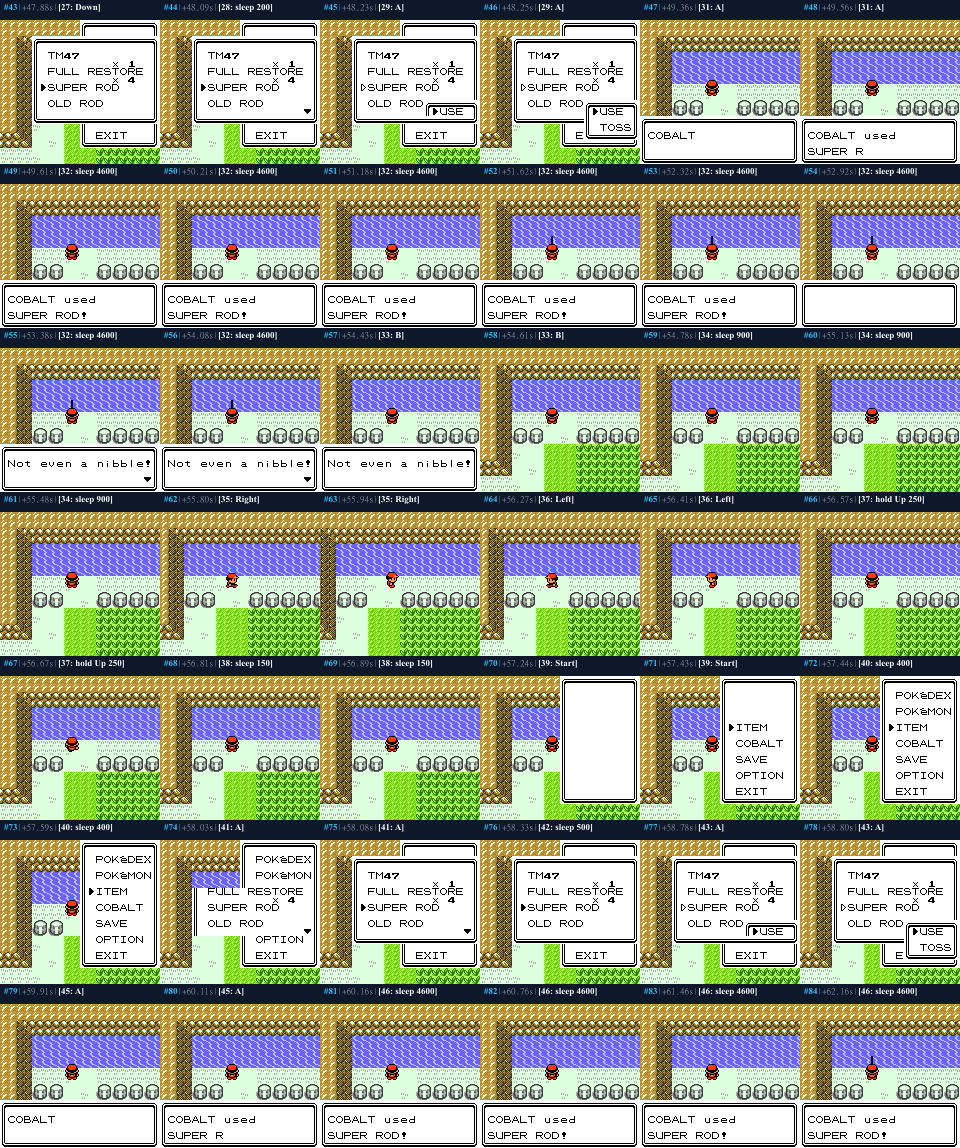 #43 | +47.88s | [27: Down]
TM47
× 1
FULL RESTORE
× 4
SUPER ROD
OLD ROD
EXIT
#44 | +48.09s | [28: sleep 200]
TM47
× 1
FULL RESTORE
× 4
SUPER ROD
OLD ROD
EXIT
#45 | +48.23s | [29: A]
TM47
× 1
FULL RESTORE
× 4
SUPER ROD
OLD ROD
USE
EXIT
#46 | +48.25s | [29: A]
TM47
× 1
FULL RESTORE
× 4
SUPER ROD
OLD ROD
USE
TOSS
E
#47 | +49.36s | [31: A]
COBALT
#48 | +49.56s | [31: A]
COBALT used
SUPER R
#49 | +49.61s | [32: sleep 4600]
COBALT used
SUPER ROD!
#50 | +50.21s | [32: sleep 4600]
COBALT used
SUPER ROD!
#51 | +51.18s | [32: sleep 4600]
COBALT used
SUPER ROD!
#52 | +51.62s | [32: sleep 4600]
COBALT used
SUPER ROD!
#53 | +52.32s | [32: sleep 4600]
COBALT used
SUPER ROD!
#54 | +52.92s | [32: sleep 4600]
#55 | +53.38s | [32: sleep 4600]
Not even a nibble!
#56 | +54.08s | [32: sleep 4600]
Not even a nibble!
#57 | +54.43s | [33: B]
Not even a nibble!
#58 | +54.61s | [33: B]
#59 | +54.78s | [34: sleep 900]
#60 | +55.13s | [34: sleep 900]
#61 | +55.48s | [34: sleep 900]
#62 | +55.80s | [35: Right]
#63 | +55.94s | [35: Right]
#64 | +56.27s | [36: Left]
#65 | +56.41s | [36: Left]
#66 | +56.57s | [37: hold Up 250]
#67 | +56.67s | [37: hold Up 250]
#68 | +56.81s | [38: sleep 150]
#69 | +56.89s | [38: sleep 150]
#70 | +57.24s | [39: Start]
#71 | +57.43s | [39: Start]
ITEM
COBALT
SAVE
OPTION
EXIT
#72 | +57.44s | [40: sleep 400]
POKéDEX
POKéMON
ITEM
COBALT
SAVE
OPTION
EXIT
#73 | +57.59s | [40: sleep 400]
POKéDEX
POKéMON
ITEM
COBALT
SAVE
OPTION
EXIT
#74 | +58.03s | [41: A]
POKéDEX
POKéMON
FULL RESTORE
× 4
SUPER ROD
OLD ROD
OPTION
EXIT
#75 | +58.08s | [41: A]
TM47
× 1
FULL RESTORE
× 4
SUPER ROD
OLD ROD
EXIT
#76 | +58.33s | [42: sleep 500]
TM47
× 1
FULL RESTORE
× 4
SUPER ROD
OLD ROD
EXIT
#77 | +58.78s | [43: A]
TM47
× 1
FULL RESTORE
× 4
SUPER ROD
OLD ROD
USE
EXIT
#78 | +58.80s | [43: A]
TM47
× 1
FULL RESTORE
× 4
SUPER ROD
OLD ROD
USE
TOSS
E
#79 | +59.91s | [45: A]
COBALT
#80 | +60.11s | [45: A]
COBALT used
SUPER R
#81 | +60.16s | [46: sleep 4600]
COBALT used
SUPER ROD!
#82 | +60.76s | [46: sleep 4600]
COBALT used
SUPER ROD!
#83 | +61.46s | [46: sleep 4600]
COBALT used
SUPER ROD!
#84 | +62.16s | [46: sleep 4600]
COBALT used
SUPER ROD!